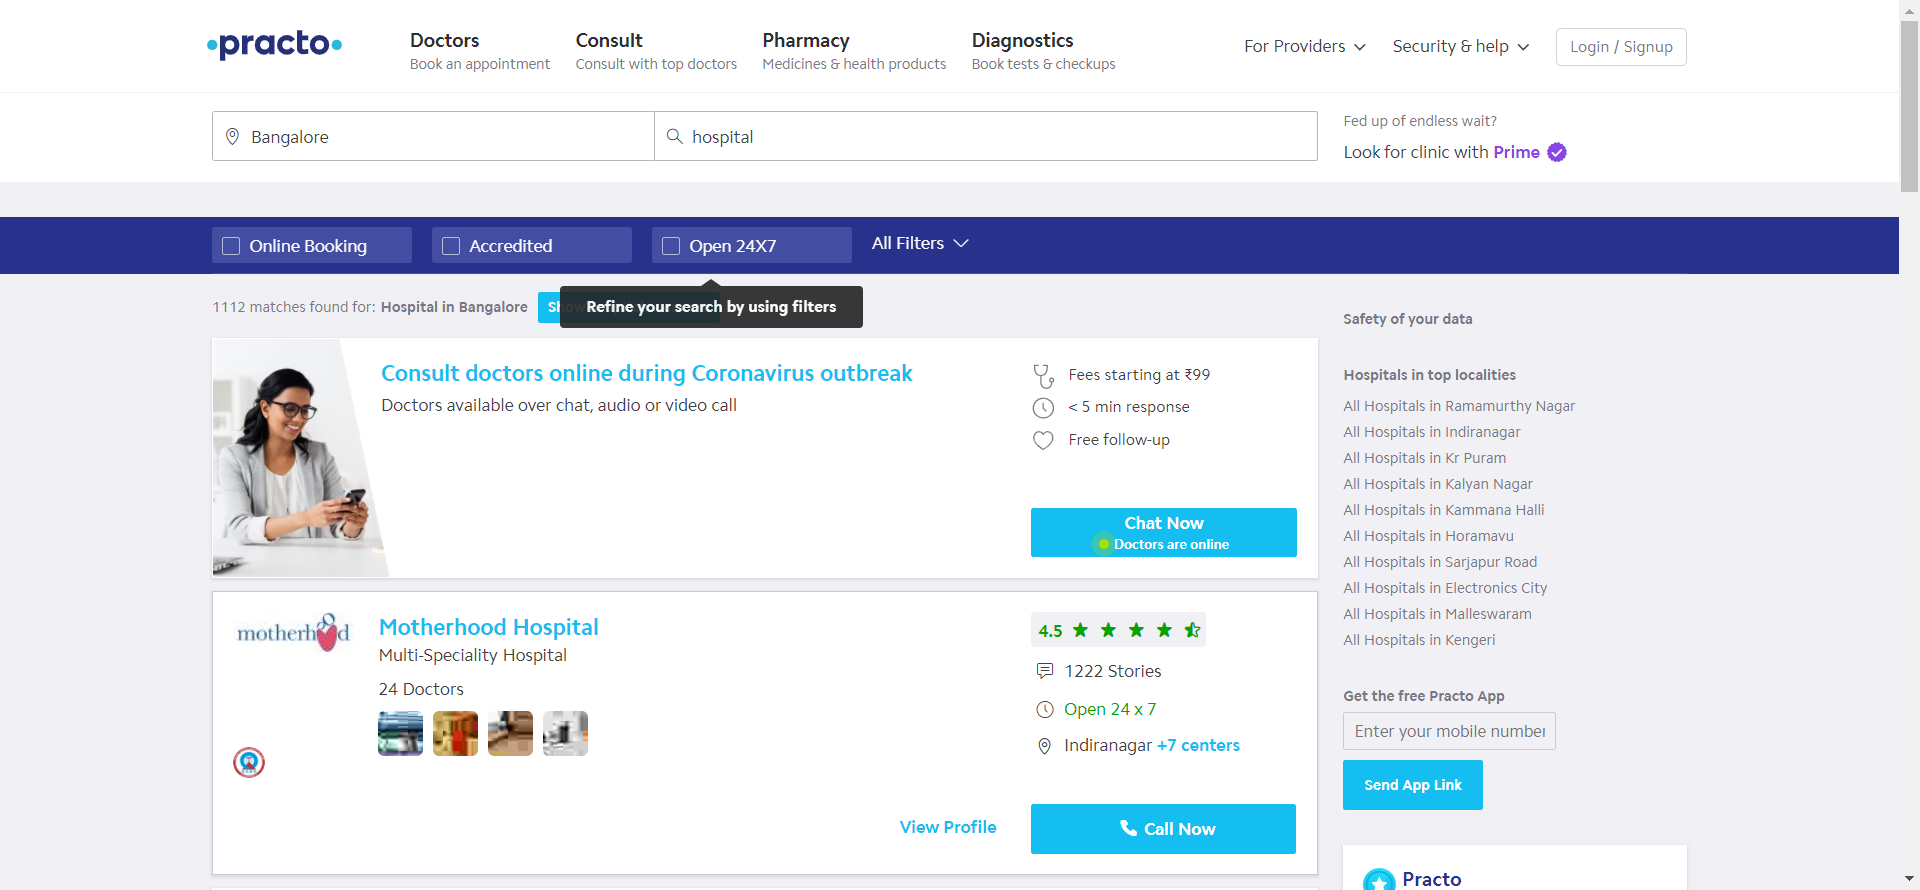 practo
Doctors
Book an appointment
Consult
Consult with top doctors
Pharmacy
Medicines & health products
Diagnostics
Book tests & checkups
For Providers
Security & help
Login / Signup
Bangalore
hospital
Fed up of endless wait?
Look for clinic with Prime
Online Booking
Accredited
Open 24X7
All Filters
1112 matches found for: Hospital in Bangalore
Refine your search by using filters
Consult doctors online during Coronavirus outbreak
Doctors available over chat, audio or video call
Fees starting at ₹99
< 5 min response
Free follow-up
Chat Now
Doctors are online
motherhood
Motherhood Hospital
Multi-Speciality Hospital
24 Doctors
4.5
1222 Stories
Open 24 x 7
Indiranagar +7 centers
View Profile
Call Now
Safety of your data
Hospitals in top localities
All Hospitals in Ramamurthy Nagar
All Hospitals in Indiranagar
All Hospitals in Kr Puram
All Hospitals in Kalyan Nagar
All Hospitals in Kammana Halli
All Hospitals in Horamavu
All Hospitals in Sarjapur Road
All Hospitals in Electronics City
All Hospitals in Malleswaram
All Hospitals in Kengeri
Get the free Practo App
Enter your mobile number
Send App Link
Practo